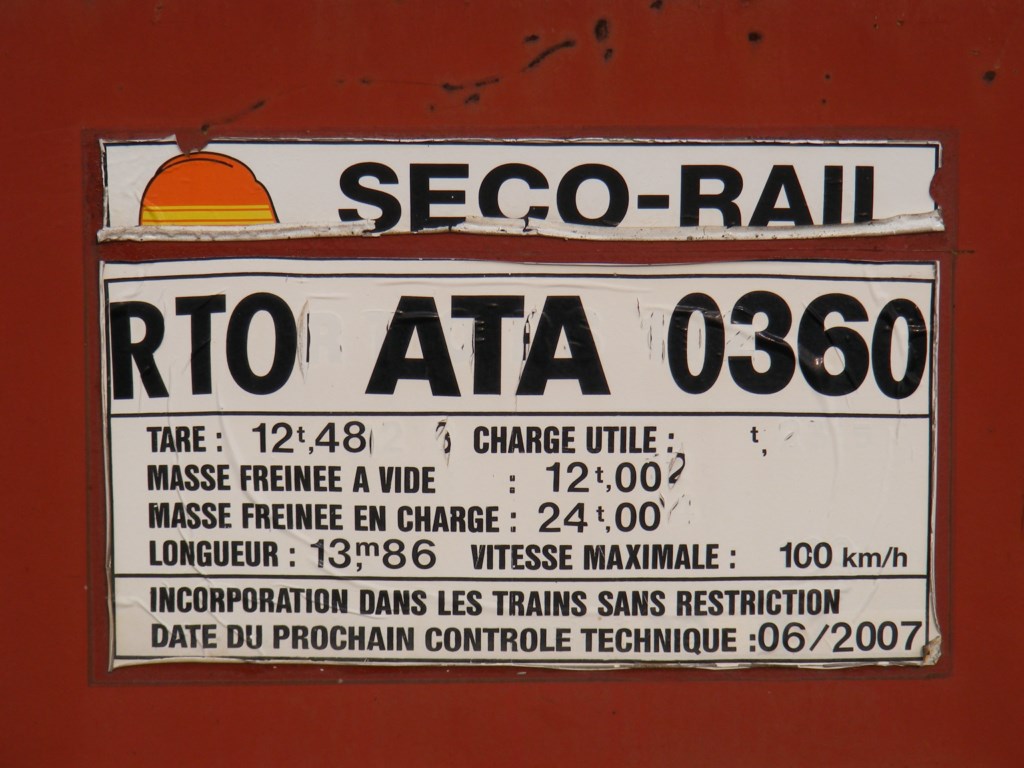 SECO-RAIL
RTO ATA 0360
TARE : 12t,48 CHARGE UTILE : t,
MASSE FREINEE A VIDE : 12t,00
MASSE FREINEE EN CHARGE : 24t,00
LONGUEUR : 13,m86 VITESSE MAXIMALE : 100 km/h
INCORPORATION DANS LES TRAINS SANS RESTRICTION
DATE DU PROCHAIN CONTROLE TECHNIQUE :06/2007